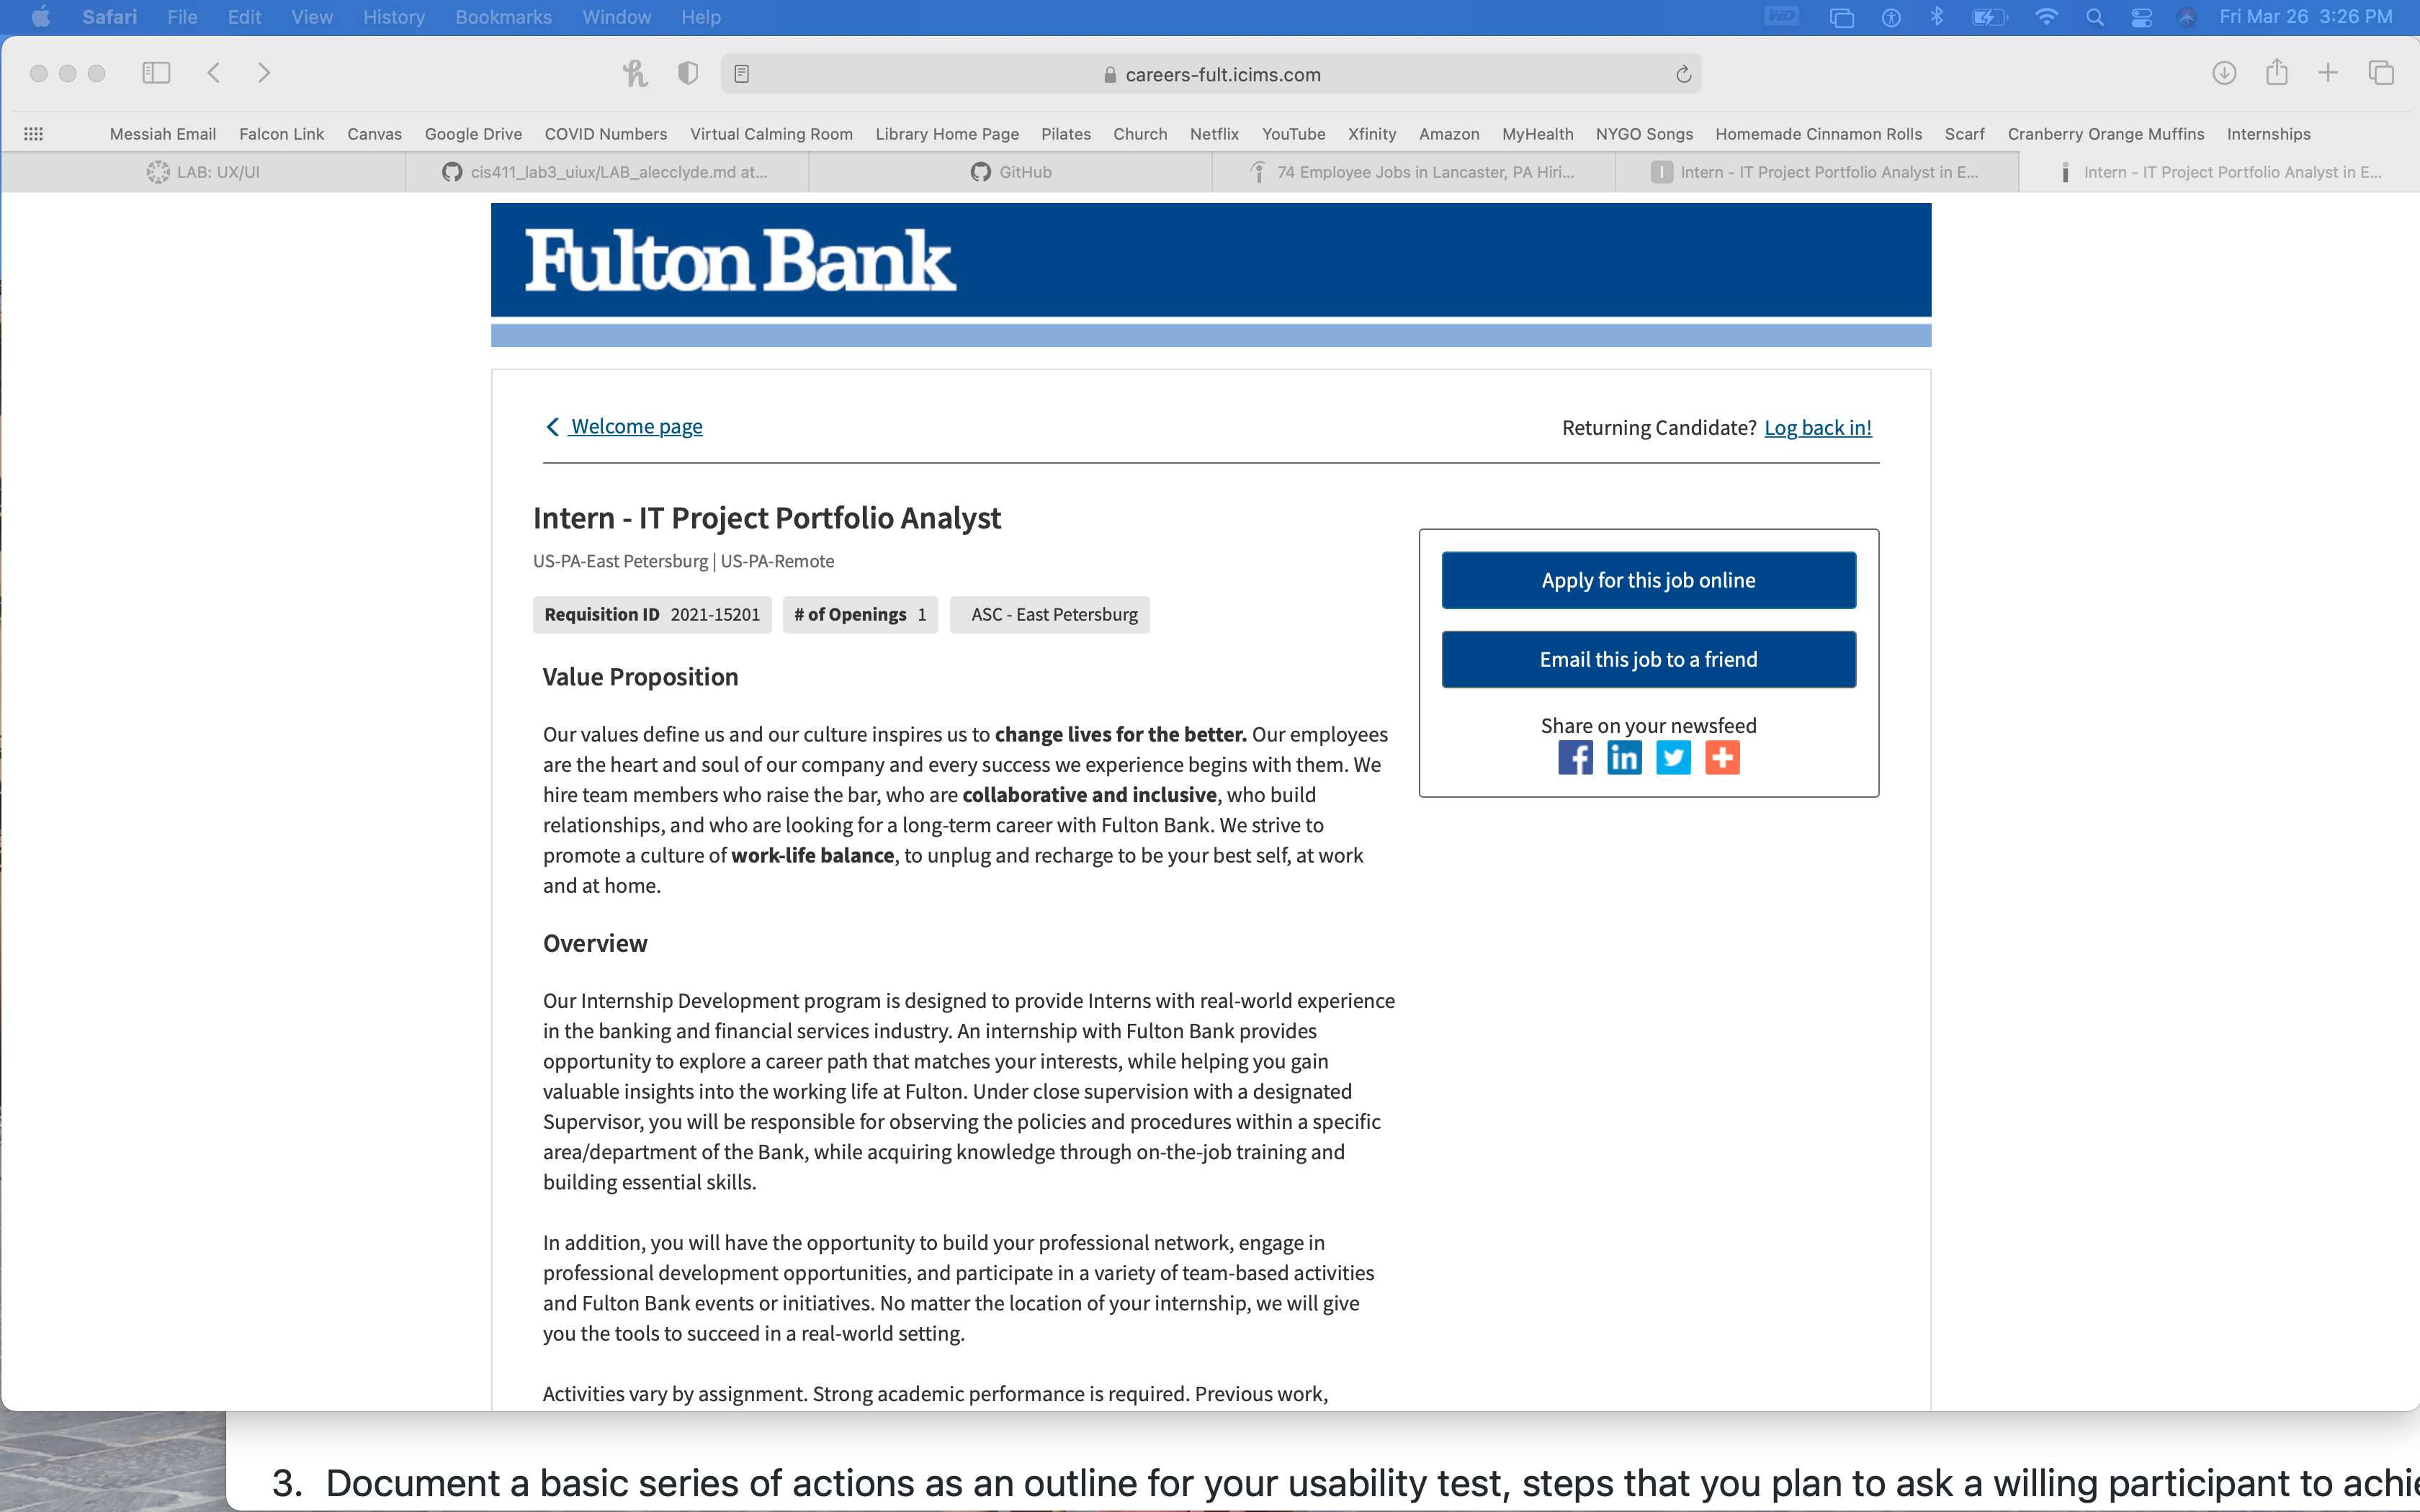 Safari File Edit View History Bookmarks Window Help WD Fri Mar 26 3:26 PM
careers-fult.icims.com
Messiah Email Falcon Link Canvas Google Drive COVID Numbers Virtual Calming Room Library Home Page Pilates Church Netflix YouTube Xfinity Amazon MyHealth NYGO Songs Homemade Cinnamon Rolls Scarf Cranberry Orange Muffins Internships
LAB: UX/UI cis411_lab3_uiux/LAB_alecclyde.md at... GitHub 74 Employee Jobs in Lancaster, PA Hiri... I Intern - IT Project Portfolio Analyst in E... Intern - IT Project Portfolio Analyst in E...
Fulton Bank
Welcome page
Returning Candidate? Log back in!
Intern - IT Project Portfolio Analyst
US-PA-East Petersburg | US-PA-Remote
Requisition ID 2021-15201 # of Openings 1 ASC - East Petersburg
Apply for this job online
Email this job to a friend
Share on your newsfeed
f in
Value Proposition
Our values define us and our culture inspires us to change lives for the better. Our employees
are the heart and soul of our company and every success we experience begins with them. We
hire team members who raise the bar, who are collaborative and inclusive, who build
relationships, and who are looking for a long-term career with Fulton Bank. We strive to
promote a culture of work-life balance, to unplug and recharge to be your best self, at work
and at home.
Overview
Our Internship Development program is designed to provide Interns with real-world experience
in the banking and financial services industry. An internship with Fulton Bank provides
opportunity to explore a career path that matches your interests, while helping you gain
valuable insights into the working life at Fulton. Under close supervision with a designated
Supervisor, you will be responsible for observing the policies and procedures within a specific
area/department of the Bank, while acquiring knowledge through on-the-job training and
building essential skills.
In addition, you will have the opportunity to build your professional network, engage in
professional development opportunities, and participate in a variety of team-based activities
and Fulton Bank events or initiatives. No matter the location of your internship, we will give
you the tools to succeed in a real-world setting.
Activities vary by assignment. Strong academic performance is required. Previous work,
3. Document a basic series of actions as an outline for your usability test, steps that you plan to ask a willing participant to achie